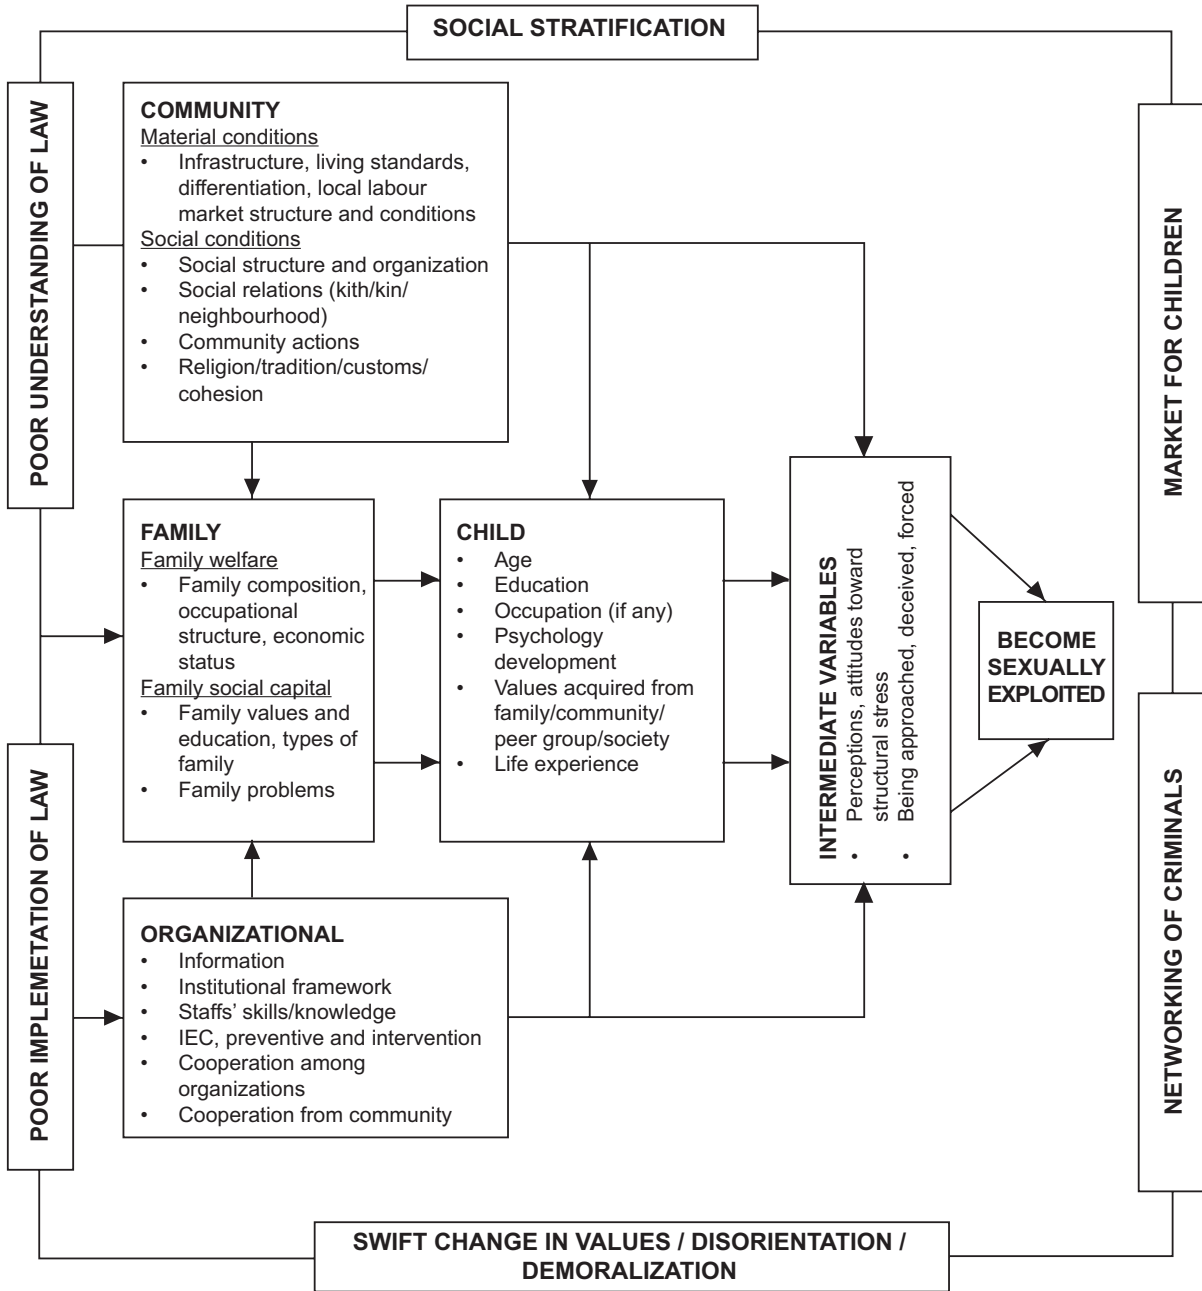 SOCIAL STRATIFICATION
POOR UNDERSTANDING OF LAW
COMMUNITY
Material conditions
• Infrastructure, living standards,
differentiation, local labour
market structure and conditions
Social conditions
• Social structure and organization
• Social relations (kith/kin/
neighbourhood)
• Community actions
• Religion/tradition/customs/
cohesion
MARKET FOR CHILDREN
FAMILY
Family welfare
• Family composition,
occupational
structure, economic
status
Family social capital
• Family values and
education, types of
family
• Family problems
CHILD
• Age
• Education
• Occupation (if any)
• Psychology
development
• Values acquired from
family/community/
peer group/society
• Life experience
INTERMEDIATE VARIABLES
• Perceptions, attitudes toward
structural stress
• Being approached, deceived, forced
BECOME
SEXUALLY
EXPLOITED
POOR IMPLEMETATION OF LAW
ORGANIZATIONAL
• Information
• Institutional framework
• Staffs' skills/knowledge
• IEC, preventive and intervention
• Cooperation among
organizations
• Cooperation from community
NETWORKING OF CRIMINALS
SWIFT CHANGE IN VALUES / DISORIENTATION /
DEMORALIZATION